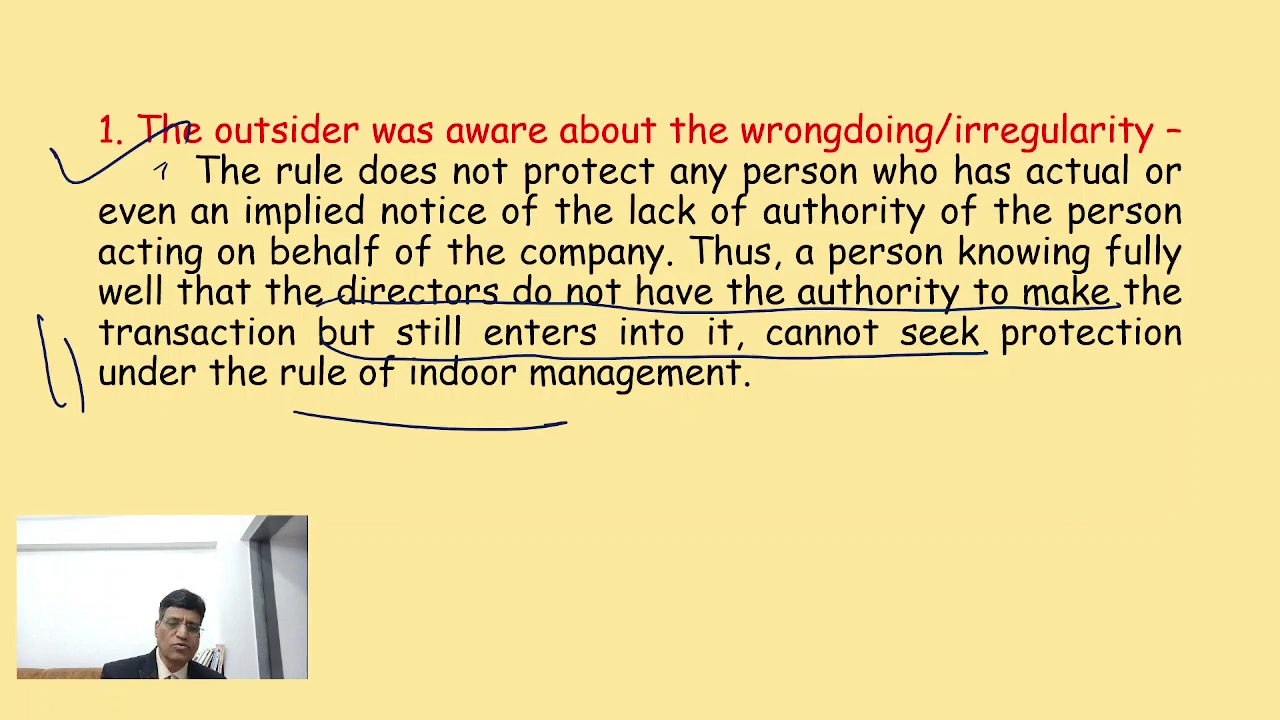 1. The outsider was aware about the wrongdoing/irregularity –
The rule does not protect any person who has actual or
even an implied notice of the lack of authority of the person
acting on behalf of the company. Thus, a person knowing fully
well that the directors do not have the authority to make the
transaction but still enters into it, cannot seek protection
under the rule of indoor management.